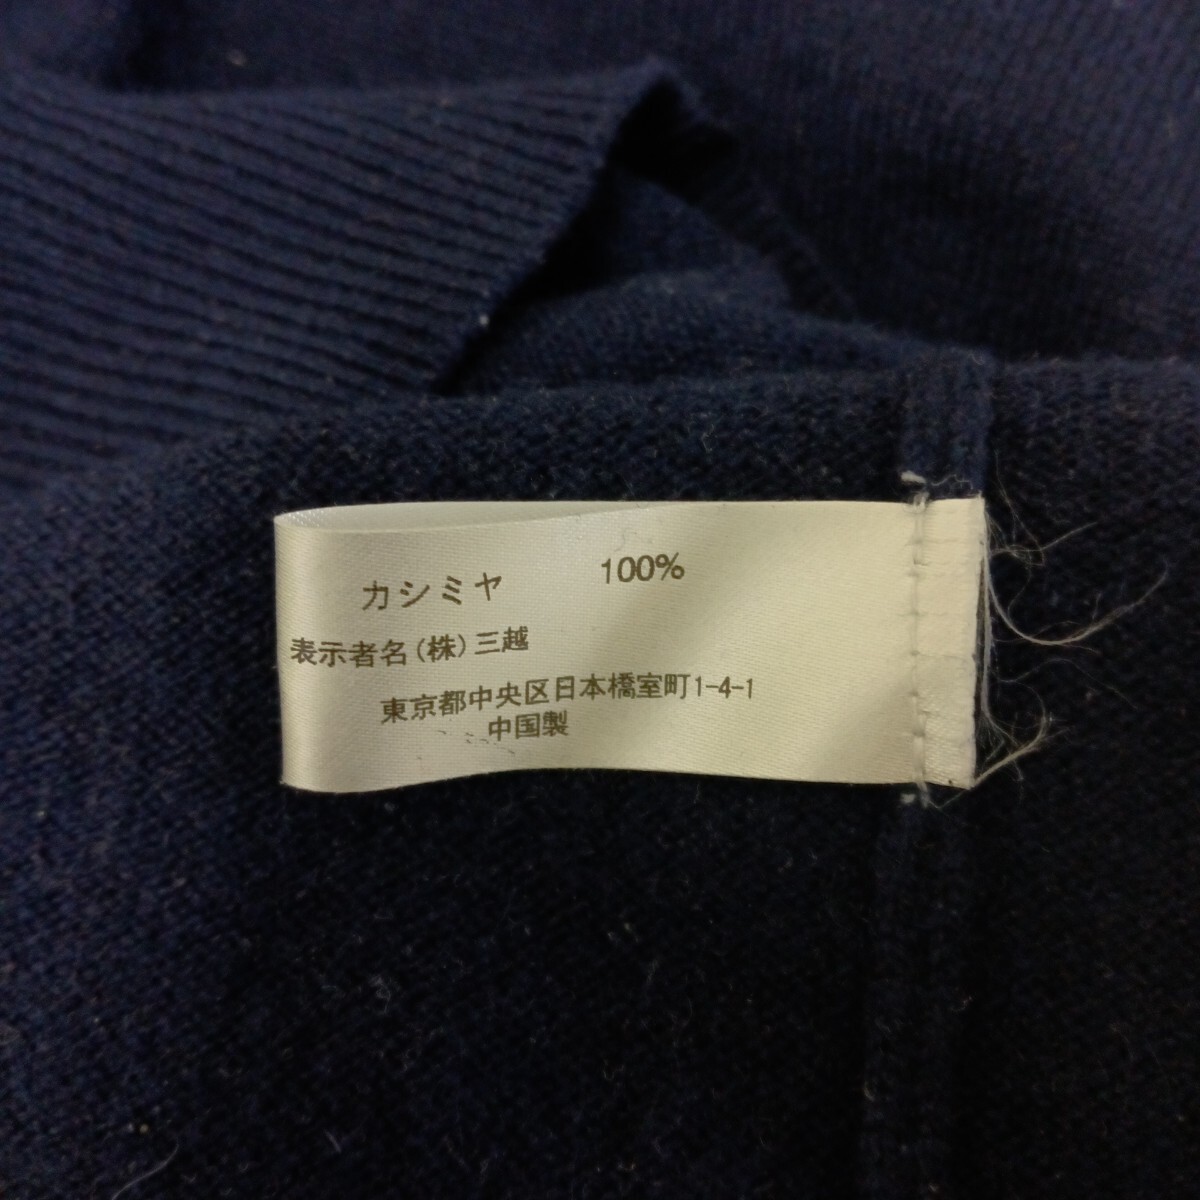 カシミヤ 100%
表示者名(株)三越
東京都中央区日本橋室町1-4-1
中国製